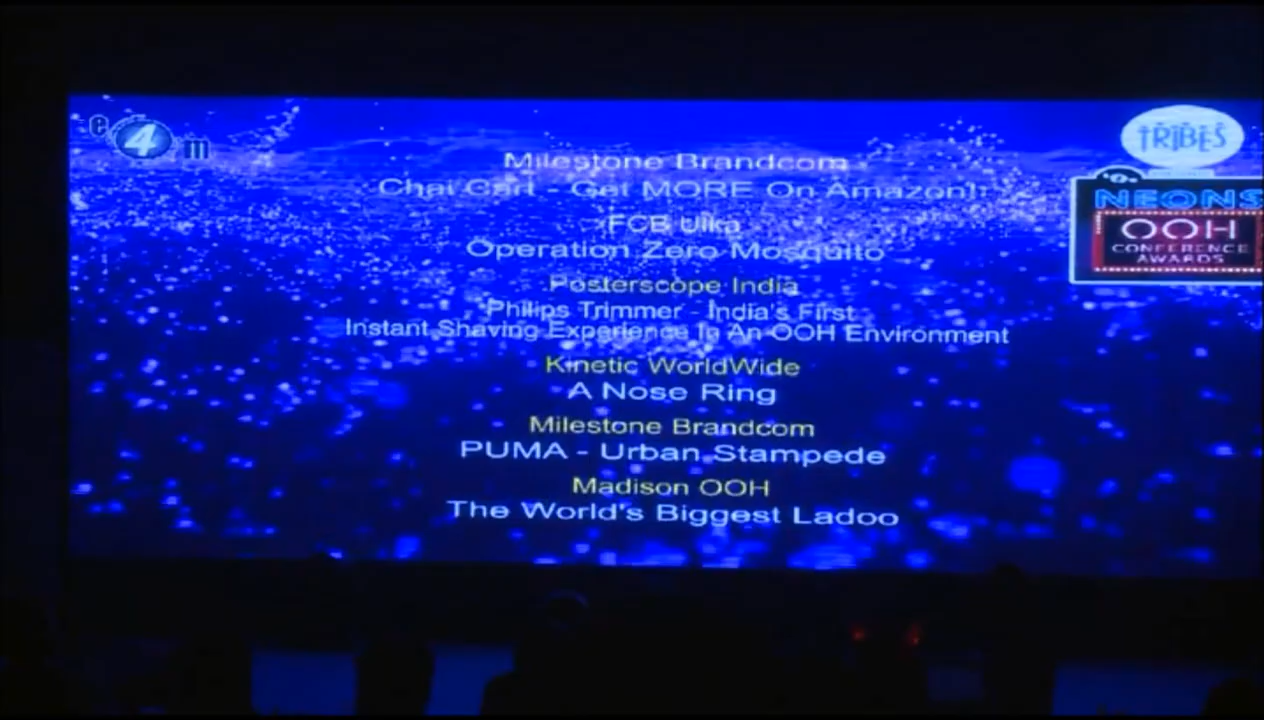 e4m
TRIBES
NEONS
OOH
CONFERENCE
AWARDS
Milestone Brandcom
Chai Cart - Get MORE On Amazon!
FCB Ulka
Operation Zero Mosquito
Posterscope India
Philips Trimmer - India's First
Instant Shaving Experience In An OOH Environment
Kinetic WorldWide
A Nose Ring
Milestone Brandcom
PUMA - Urban Stampede
Madison OOH
The World's Biggest Ladoo